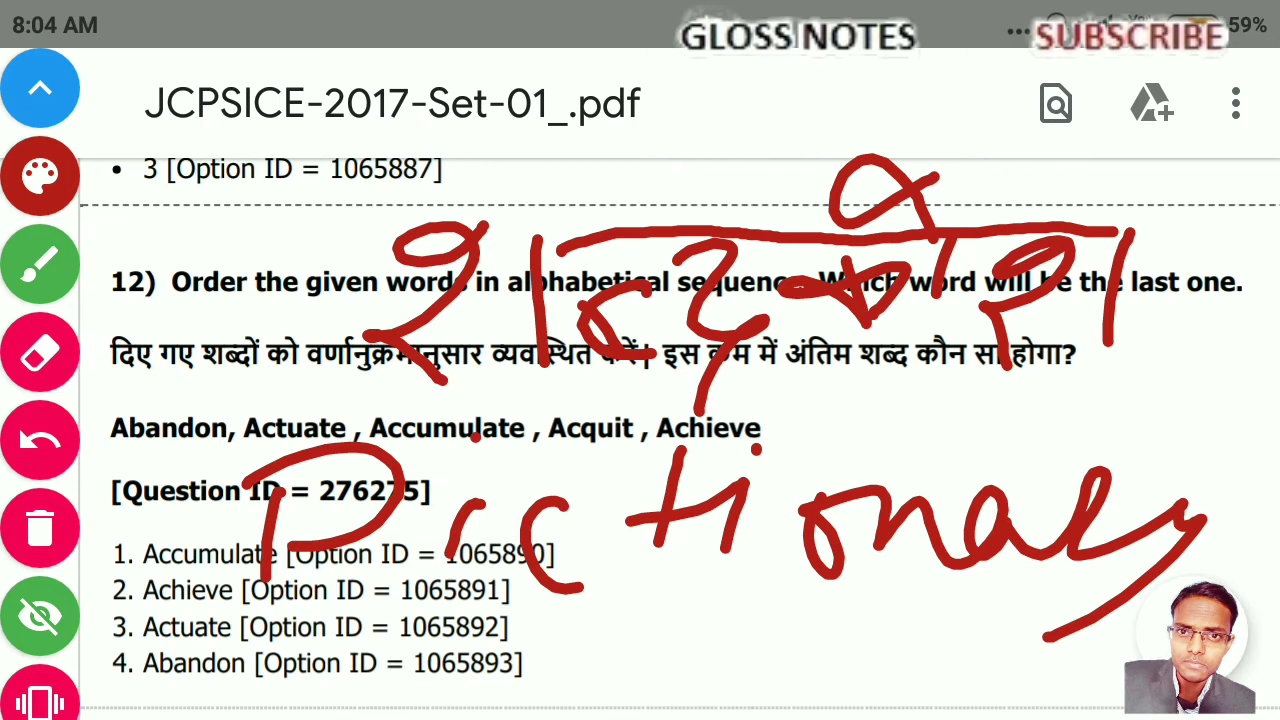 8:04 AM
GLOSS NOTES
... SUBSCRIBE 59%
JCPSICE-2017-Set-01_.pdf
• 3 [Option ID = 1065887]
शब्दकोश
12) Order the given words in alphabetical sequence. Which word will be the last one.
दिए गए शब्दों को वर्णानुक्रमानुसार व्यवस्थित करें| इस क्रम में अंतिम शब्द कौन सा होगा?
Abandon, Actuate , Accumulate , Acquit , Achieve
[Question ID = 276275]
Dictionary
1. Accumulate [Option ID = 1065890]
2. Achieve [Option ID = 1065891]
3. Actuate [Option ID = 1065892]
4. Abandon [Option ID = 1065893]